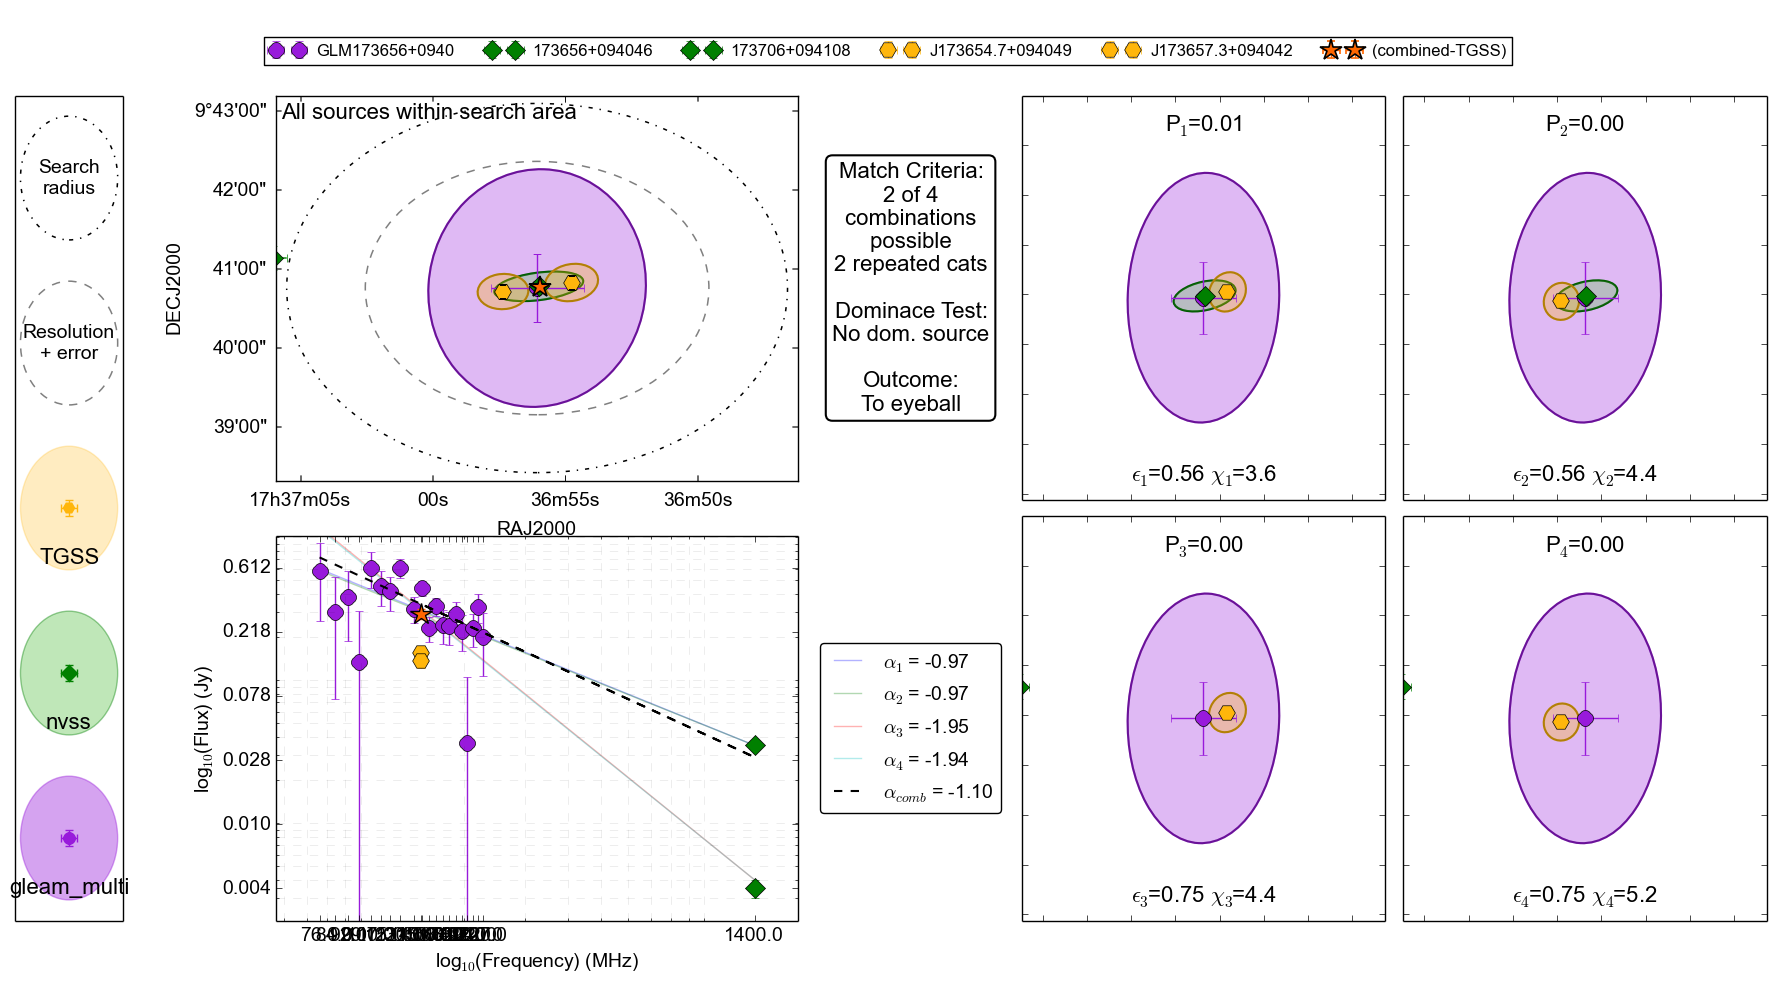 GLM173656+0940 173656+094046 173706+094108 J173654.7+094049 J173657.3+094042 (combined-TGSS)
Search
radius
Resolution
+ error
TGSS
nvss
gleam_multi
All sources within search area
9°43'00"
42'00"
41'00"
40'00"
39'00"
DECJ2000
17h37m05s 00s 36m55s 36m50s
RAJ2000
Match Criteria:
2 of 4
combinations
possible
2 repeated cats
Dominace Test:
No dom. source
Outcome:
To eyeball
P1=0.01
ϵ1=0.56 χ1=3.6
P2=0.00
ϵ2=0.56 χ2=4.4
P3=0.00
ϵ3=0.75 χ3=4.4
P4=0.00
ϵ4=0.75 χ4=5.2
0.612
0.218
0.078
0.028
0.010
0.004
log10(Flux) (Jy)
1400.0
log10(Frequency) (MHz)
α1 = -0.97
α2 = -0.97
α3 = -1.95
α4 = -1.94
αcomb = -1.10